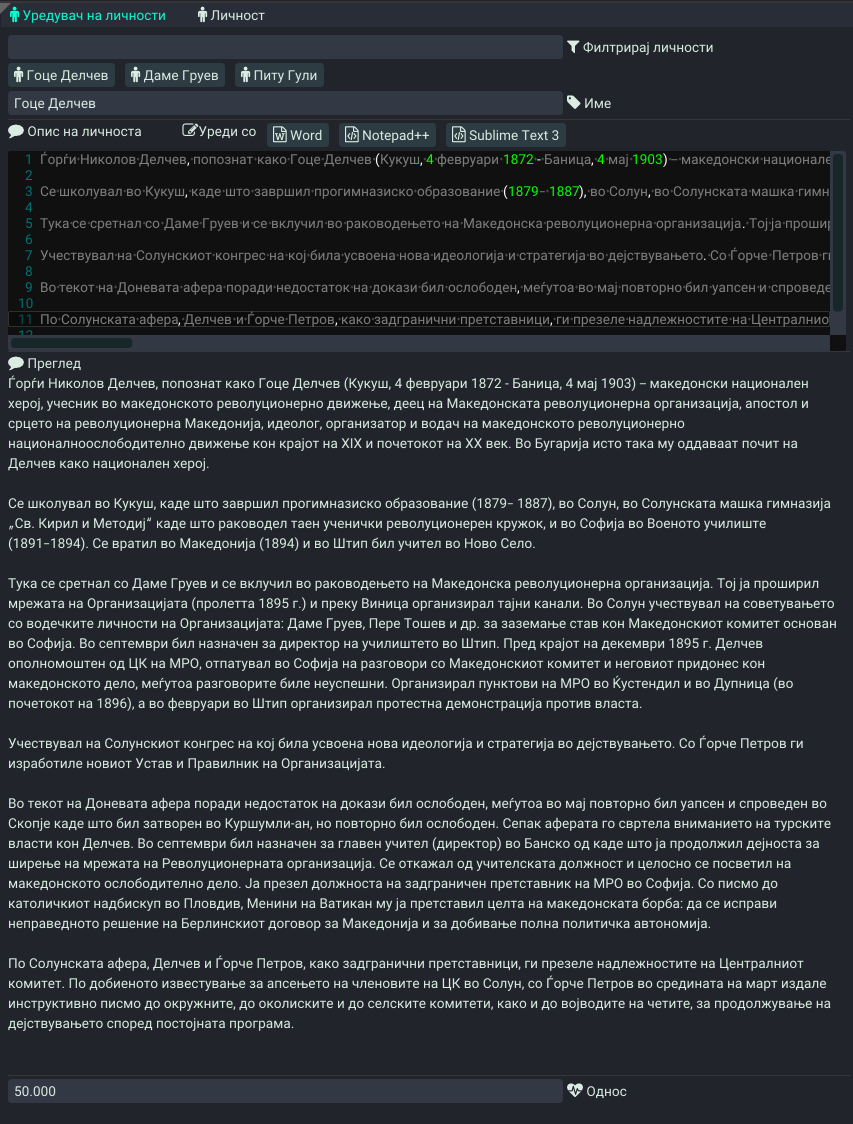 Уредувач на личности
Личност
Филтрирај личности
Гоце Делчев
Даме Груев
Питу Гули
Гоце Делчев
Име
Опис на личноста
Уреди со
Word
Notepad++
Sublime Text 3
1 Ѓорѓи·Николов·Делчев,·попознат·како·Гоце·Делчев·(Кукуш,·4·февруари·1872·-·Баница,·4·мај·1903)·–·македонски·национале
2
3 Се·школувал·во·Кукуш,·каде·што·завршил·прогимназиско·образование·(1879–·1887),·во·Солун,·во·Солунската·машка·гимн
4
5 Тука·се·сретнал·со·Даме·Груев·и·се·вклучил·во·раководењето·на·Македонска·револуционерна·организација.·Тој·ја·прошир
6
7 Учествувал·на·Солунскиот·конгрес·на·кој·била·усвоена·нова·идеологија·и·стратегија·во·дејствувањето.·Со·Ѓорче·Петров·г
8
9 Во·текот·на·Доневата·афера·поради·недостаток·на·докази·бил·ослободен,·меѓутоа·во·мај·повторно·бил·уапсен·и·спроведе
10
11 По·Солунската·афера,·Делчев·и·Ѓорче·Петров,·како·задгранични·претставници,·ги·презеле·надлежностите·на·Централнио
12
Преглед
Ѓорѓи Николов Делчев, попознат како Гоце Делчев (Кукуш, 4 февруари 1872 - Баница, 4 мај 1903) – македонски национален
херој, учесник во македонското револуционерно движење, деец на Македонската револуционерна организација, апостол и
срцето на револуционерна Македонија, идеолог, организатор и водач на македонското револуционерно
националноослободително движење кон крајот на XIX и почетокот на XX век. Во Бугарија исто така му оддаваат почит на
Делчев како национален херој.
Се школувал во Кукуш, каде што завршил прогимназиско образование (1879– 1887), во Солун, во Солунската машка гимназија
„Св. Кирил и Методиј“ каде што раководел таен ученички револуционерен кружок, и во Софија во Военото училиште
(1891–1894). Се вратил во Македонија (1894) и во Штип бил учител во Ново Село.
Тука се сретнал со Даме Груев и се вклучил во раководењето на Македонска револуционерна организација. Тој ја проширил
мрежата на Организацијата (пролетта 1895 г.) и преку Виница организирал тајни канали. Во Солун учествувал на советувањето
со водечките личности на Организацијата: Даме Груев, Пере Тошев и др. за заземање став кон Македонскиот комитет основан
во Софија. Во септември бил назначен за директор на училиштето во Штип. Пред крајот на декември 1895 г. Делчев
ополномоштен од ЦК на МРО, отпатувал во Софија на разговори со Македонскиот комитет и неговиот придонес кон
македонското дело, меѓутоа разговорите биле неуспешни. Организирал пунктови на МРО во Ќустендил и во Дупница (во
почетокот на 1896), а во февруари во Штип организирал протестна демонстрација против власта.
Учествувал на Солунскиот конгрес на кој била усвоена нова идеологија и стратегија во дејствувањето. Со Ѓорче Петров ги
изработиле новиот Устав и Правилник на Организацијата.
Во текот на Доневата афера поради недостаток на докази бил ослободен, меѓутоа во мај повторно бил уапсен и спроведен во
Скопје каде што бил затворен во Куршумли-ан, но повторно бил ослободен. Сепак аферата го свртела вниманието на турските
власти кон Делчев. Во септември бил назначен за главен учител (директор) во Банско од каде што ја продолжил дејноста за
ширење на мрежата на Револуционерната организација. Се откажал од учителската должност и целосно се посветил на
македонското ослободително дело. Ја презел должноста на задграничен претставник на МРО во Софија. Со писмо до
католичкиот надбискуп во Пловдив, Менини на Ватикан му ја претставил целта на македонската борба: да се исправи
неправедното решение на Берлинскиот договор за Македонија и за добивање полна политичка автономија.
По Солунската афера, Делчев и Ѓорче Петров, како задгранични претставници, ги презеле надлежностите на Централниот
комитет. По добиеното известување за апсењето на членовите на ЦК во Солун, со Ѓорче Петров во средината на март издале
инструктивно писмо до окружните, до околиските и до селските комитети, како и до војводите на четите, за продолжување на
дејствувањето според постојната програма.
50.000
Однос